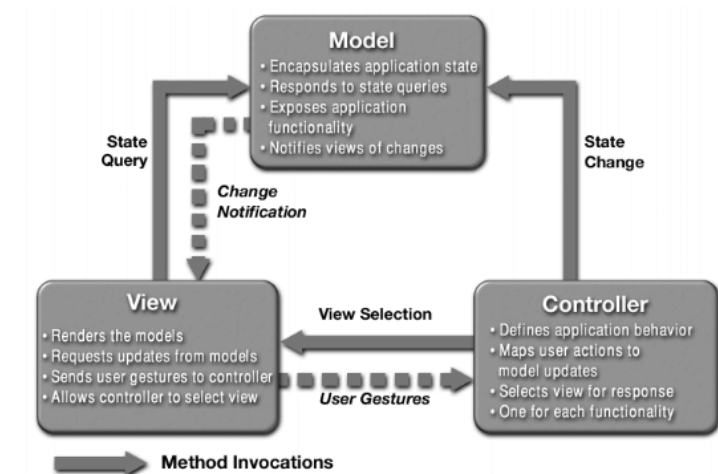 Model
• Encapsulates application state
• Responds to state queries
• Exposes application
functionality
• Notifies views of changes
State
Query
State
Change
Change
Notification
View
• Renders the models
• Requests updates from models
• Sends user gestures to controller
• Allows controller to select view
View Selection
User Gestures
Controller
• Defines application behavior
• Maps user actions to
model updates
• Selects view for response
• One for each functionality
Method Invocations